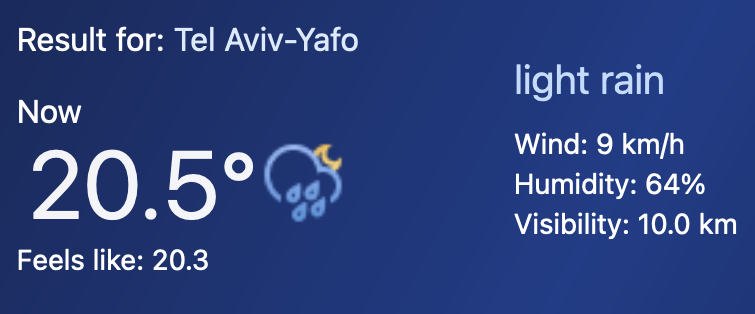 Result for: Tel Aviv-Yafo
Now
20.5°
Feels like: 20.3
light rain
Wind: 9 km/h
Humidity: 64%
Visibility: 10.0 km